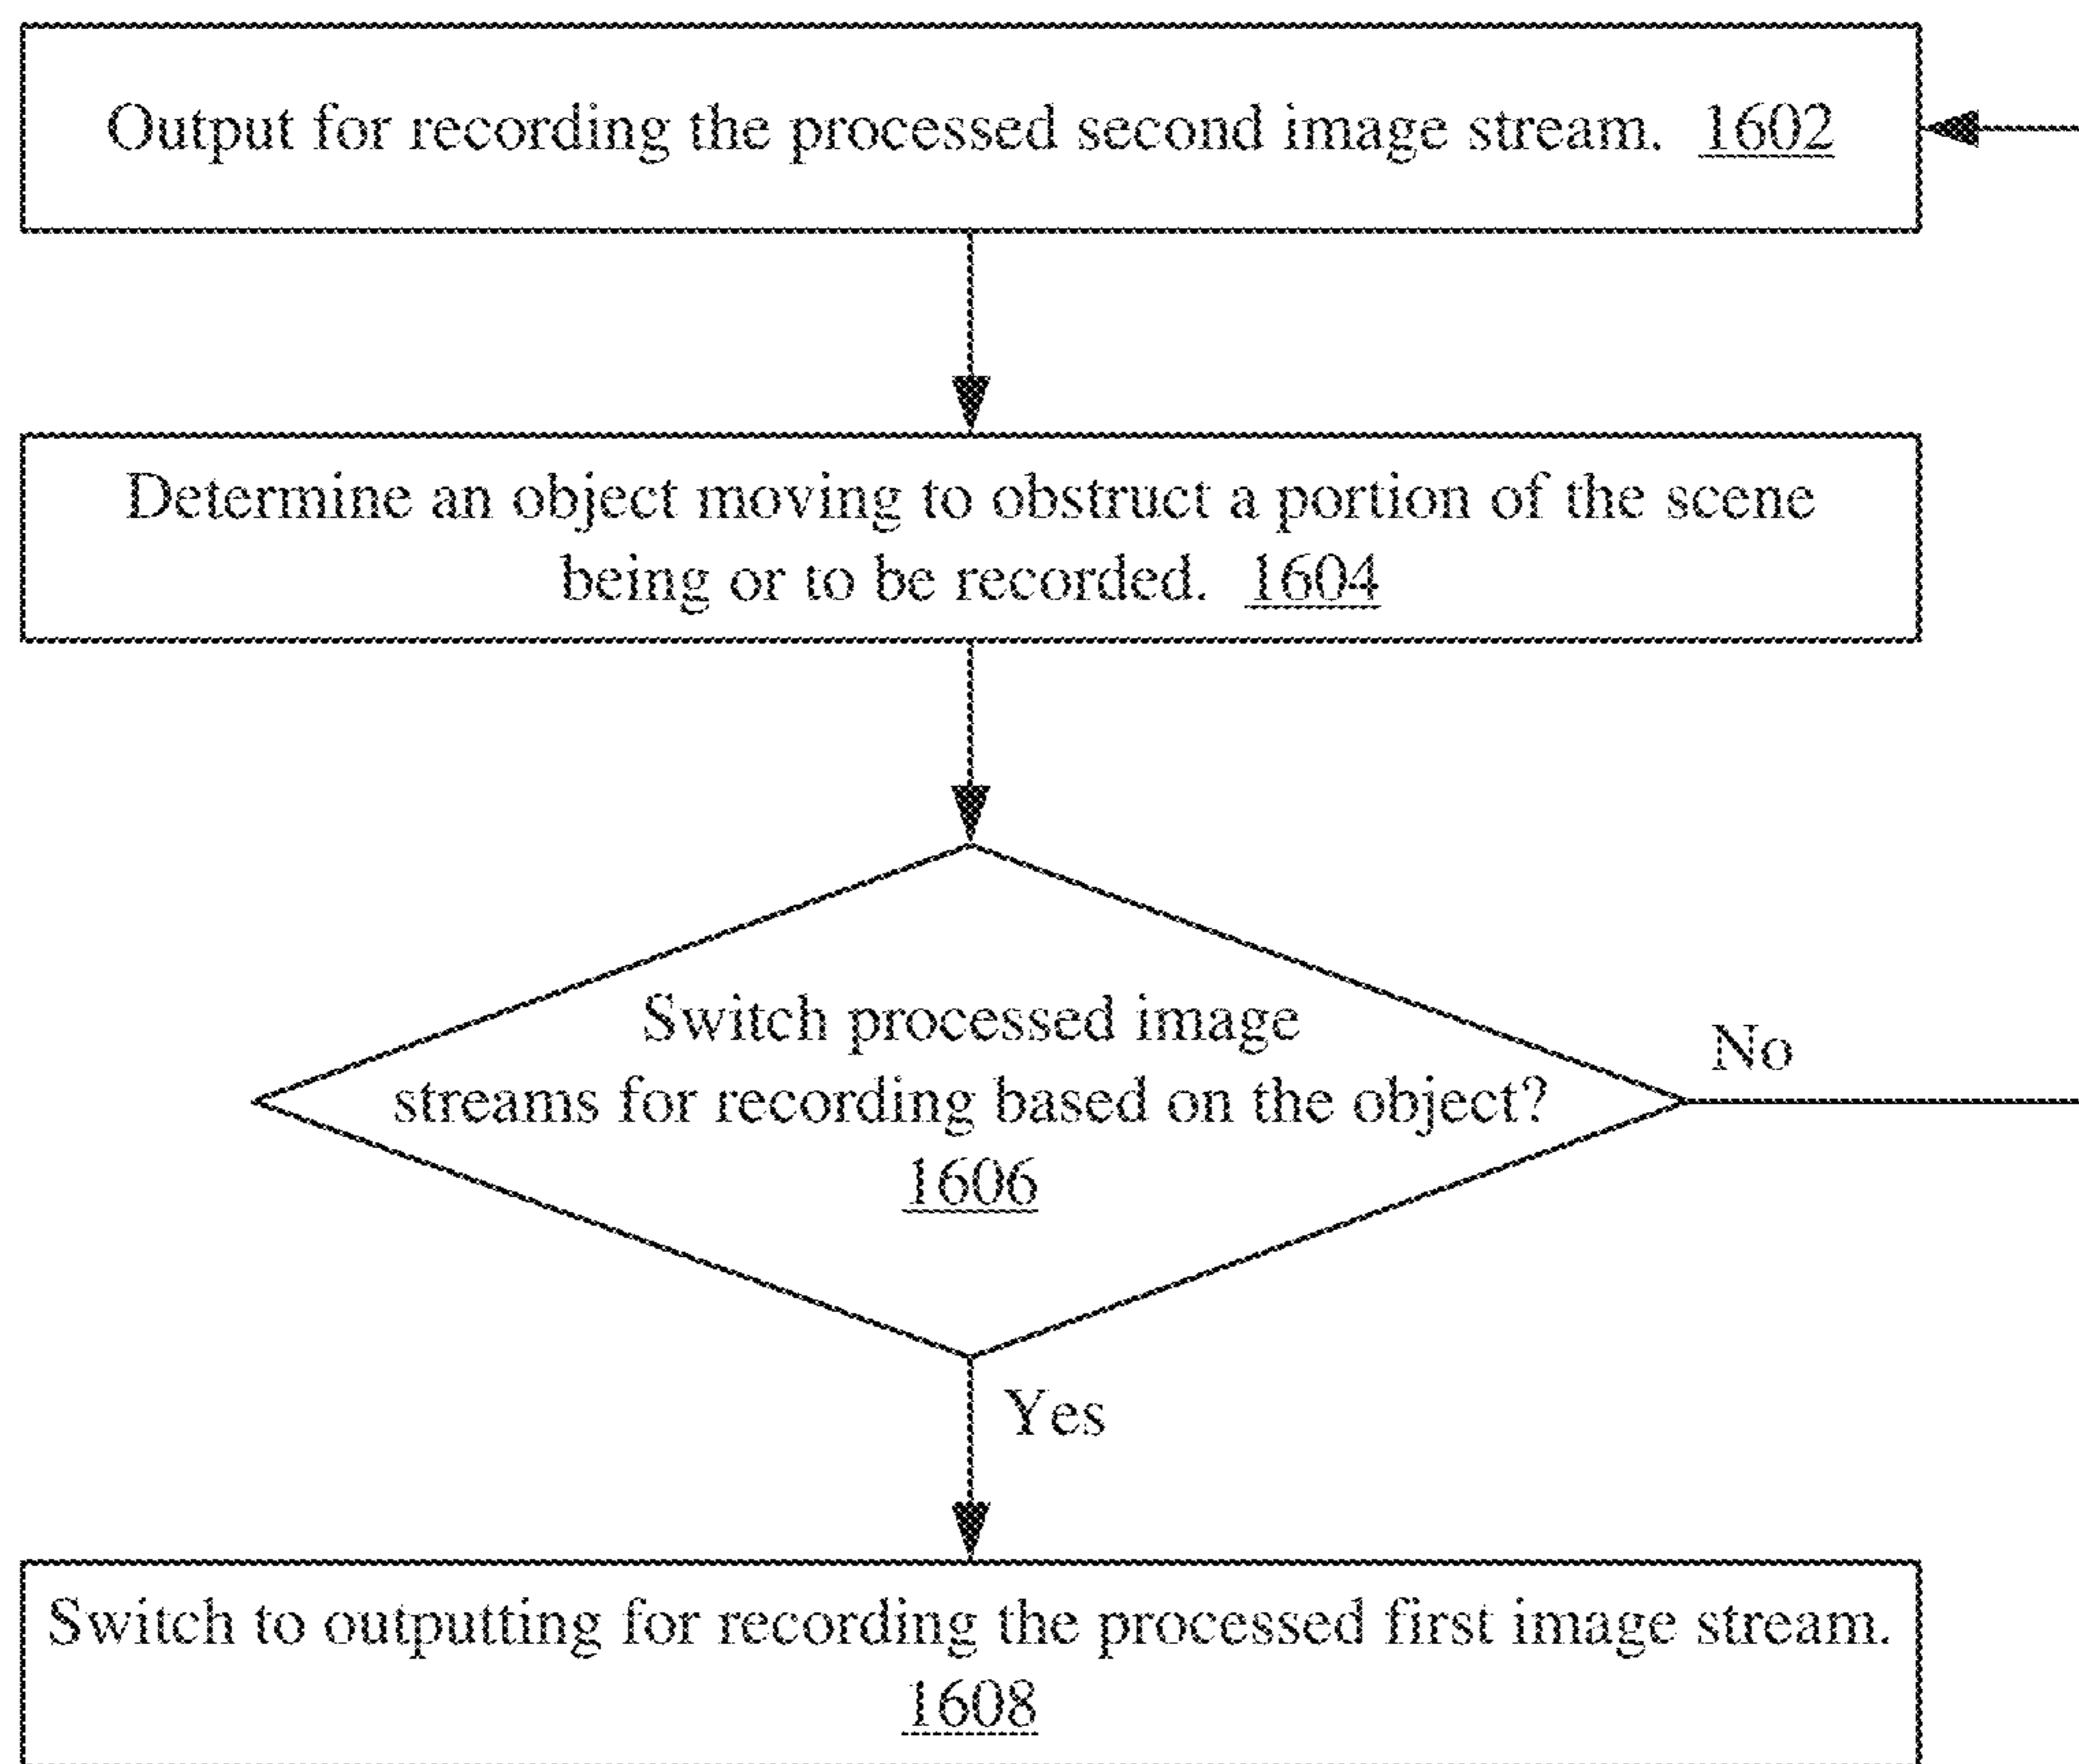 Output for recording the processed second image stream. 1602
Determine an object moving to obstruct a portion of the scene
being or to be recorded. 1604
Switch processed image
streams for recording based on the object?
1606
No
Yes
Switch to outputting for recording the processed first image stream.
1608